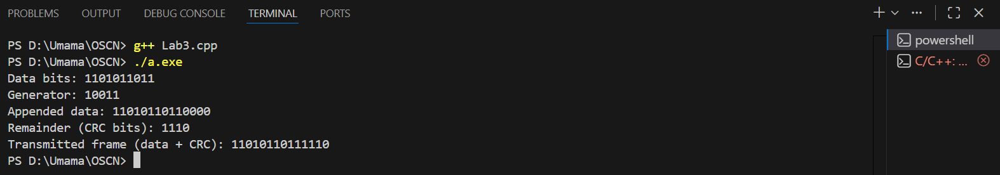 PROBLEMS OUTPUT DEBUG CONSOLE TERMINAL PORTS
PS D:\Umama\OSCN> g++ Lab3.cpp
PS D:\Umama\OSCN> ./a.exe
Data bits: 1101011011
Generator: 10011
Appended data: 11010110110000
Remainder (CRC bits): 1110
Transmitted frame (data + CRC): 11010110111110
PS D:\Umama\OSCN>
powershell
C/C++: ...